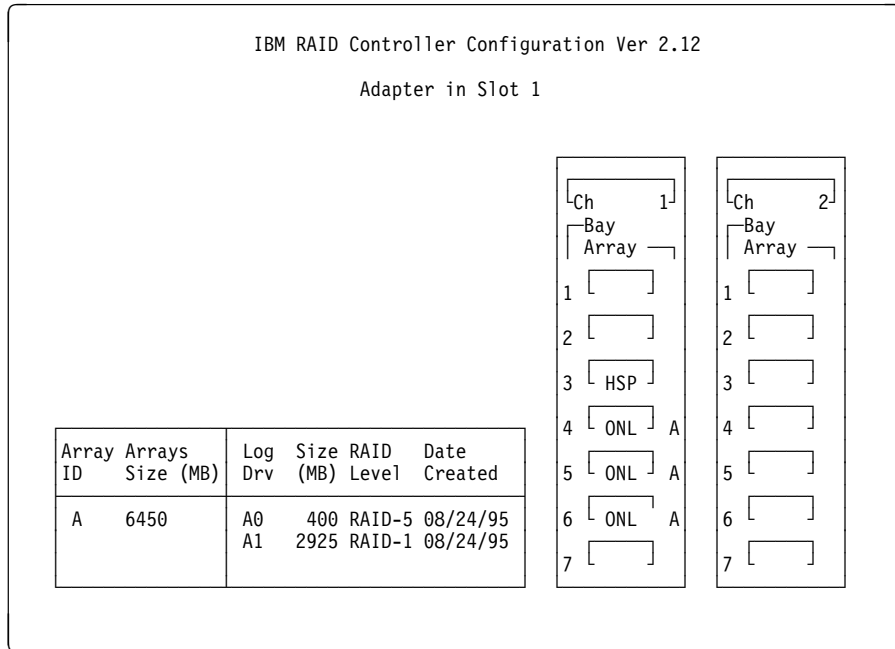 IBM RAID Controller Configuration Ver 2.12
Adapter in Slot 1
Array Arrays
ID Size (MB)
A 6450
Log Size RAID Date
Drv (MB) Level Created
A0 400 RAID-5 08/24/95
A1 2925 RAID-1 08/24/95
Ch 1
Bay
Array
1
2
3 HSP
4 ONL A
5 ONL A
6 ONL A
7
Ch 2
Bay
Array
1
2
3
4
5
6
7